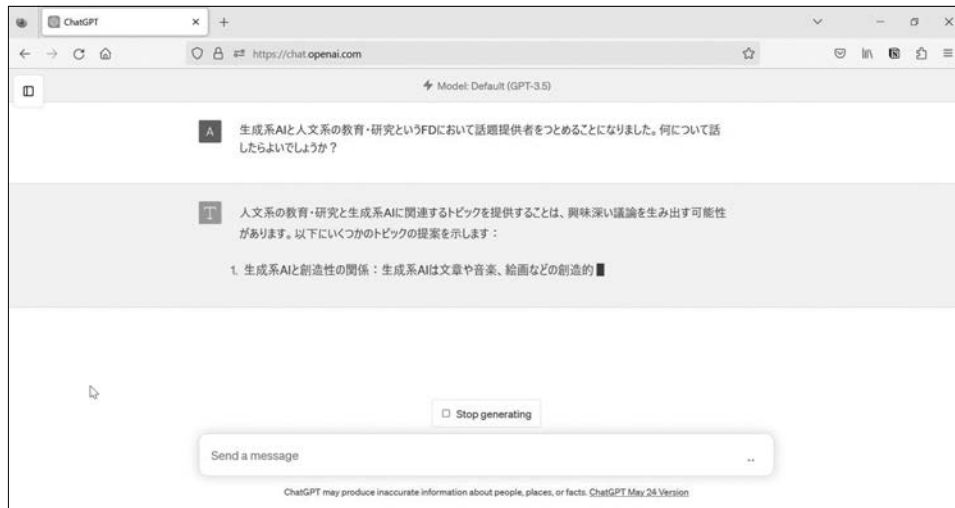 ChatGPT
https://chat.openai.com
Model: Default (GPT-3.5)
A
生成系AIと人文系の教育・研究というFDにおいて話題提供者をつとめることになりました。何について話
したらよいでしょうか？
T
人文系の教育・研究と生成系AIに関連するトピックを提供することは、興味深い議論を生み出す可能性
があります。以下にいくつかのトピックの提案を示します：
1. 生成系AIと創造性の関係：生成系AIは文章や音楽、絵画などの創造的
Stop generating
Send a message
ChatGPT may produce inaccurate information about people, places, or facts. ChatGPT May 24 Version